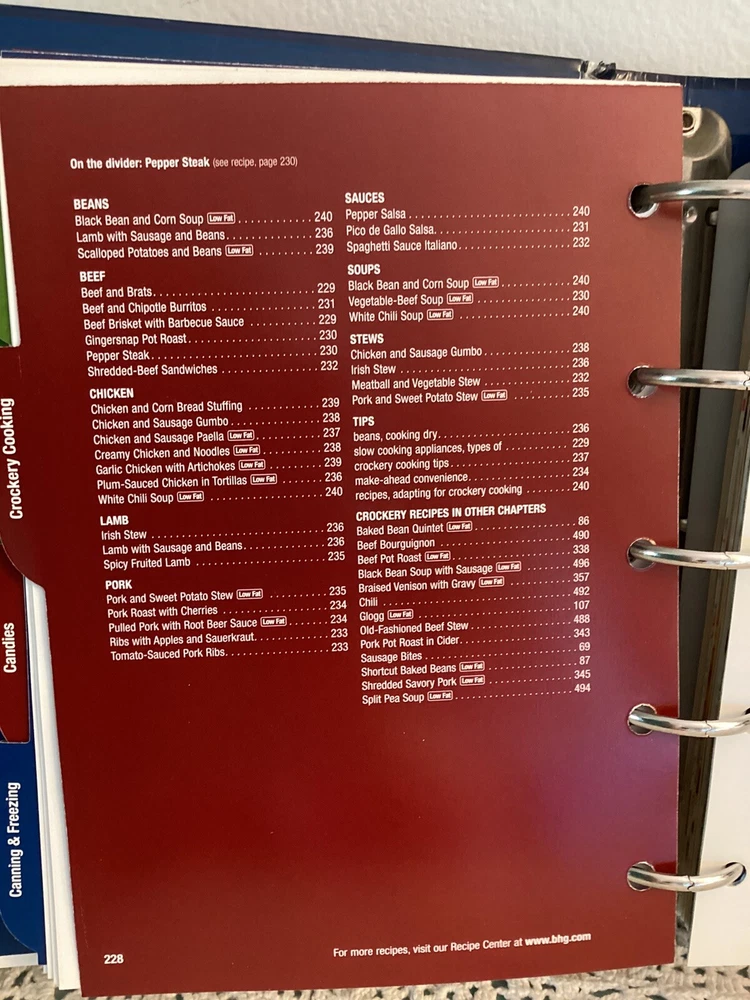 On the divider: Pepper Steak (see recipe, page 230)
BEANS
Black Bean and Corn Soup Low Fat . . . . . . . . . . . . 240
Lamb with Sausage and Beans . . . . . . . . . . . . 236
Scalloped Potatoes and Beans Low Fat . . . . . . . . . 239
BEEF
Beef and Brats . . . . . . . . . . . . 229
Beef and Chipotle Burritos . . . . . . . . . . . . 231
Beef Brisket with Barbecue Sauce . . . . . . . . . . . . 229
Gingersnap Pot Roast . . . . . . . . . . . . 230
Pepper Steak . . . . . . . . . . . . 230
Shredded-Beef Sandwiches . . . . . . . . . . . . 232
CHICKEN
Chicken and Corn Bread Stuffing . . . . . . . . . . . . 239
Chicken and Sausage Gumbo . . . . . . . . . . . . 238
Chicken and Sausage Paella Low Fat . . . . . . . . . . . . 237
Creamy Chicken and Noodles Low Fat . . . . . . . . . . . . 238
Garlic Chicken with Artichokes Low Fat . . . . . . . . . . . . 239
Plum-Sauced Chicken in Tortillas Low Fat . . . . . . . . . 236
White Chili Soup Low Fat . . . . . . . . . . . . 240
LAMB
Irish Stew . . . . . . . . . . . . 236
Lamb with Sausage and Beans . . . . . . . . . . . . 236
Spicy Fruited Lamb . . . . . . . . . . . . 235
PORK
Pork and Sweet Potato Stew Low Fat . . . . . . . . . . . . 235
Pork Roast with Cherries . . . . . . . . . . . . 234
Pulled Pork with Root Beer Sauce Low Fat . . . . . . . . . 234
Ribs with Apples and Sauerkraut . . . . . . . . . . . . 233
Tomato-Sauced Pork Ribs . . . . . . . . . . . . 233
SAUCES
Pepper Salsa . . . . . . . . . . . . 240
Pico de Gallo Salsa . . . . . . . . . . . . 231
Spaghetti Sauce Italiano . . . . . . . . . . . . 232
SOUPS
Black Bean and Corn Soup Low Fat . . . . . . . . . . . . 240
Vegetable-Beef Soup Low Fat . . . . . . . . . . . . 230
White Chili Soup Low Fat . . . . . . . . . . . . 240
STEWS
Chicken and Sausage Gumbo . . . . . . . . . . . . 238
Irish Stew . . . . . . . . . . . . 236
Meatball and Vegetable Stew . . . . . . . . . . . . 232
Pork and Sweet Potato Stew Low Fat . . . . . . . . . 235
TIPS
beans, cooking dry . . . . . . . . . . . . 236
slow cooking appliances, types of . . . . . . . . . . . . 229
crockery cooking tips . . . . . . . . . . . . 237
make-ahead convenience . . . . . . . . . . . . 234
recipes, adapting for crockery cooking . . . . . . . . . 240
CROCKERY RECIPES IN OTHER CHAPTERS
Baked Bean Quintet Low Fat . . . . . . . . . . . . 86
Beef Bourguignon . . . . . . . . . . . . 490
Beef Pot Roast Low Fat . . . . . . . . . . . . 338
Black Bean Soup with Sausage Low Fat . . . . . . . . . 496
Braised Venison with Gravy Low Fat . . . . . . . . . . . . 357
Chili . . . . . . . . . . . . 492
Glogg Low Fat . . . . . . . . . . . . 107
Old-Fashioned Beef Stew . . . . . . . . . . . . 488
Pork Pot Roast in Cider . . . . . . . . . . . . 343
Sausage Bites . . . . . . . . . . . . 69
Shortcut Baked Beans Low Fat . . . . . . . . . . . . 87
Shredded Savory Pork Low Fat . . . . . . . . . . . . 345
Split Pea Soup Low Fat . . . . . . . . . . . . 494
Crockery Cooking
Candies
Canning & Freezing
228
For more recipes, visit our Recipe Center at www.bhg.com